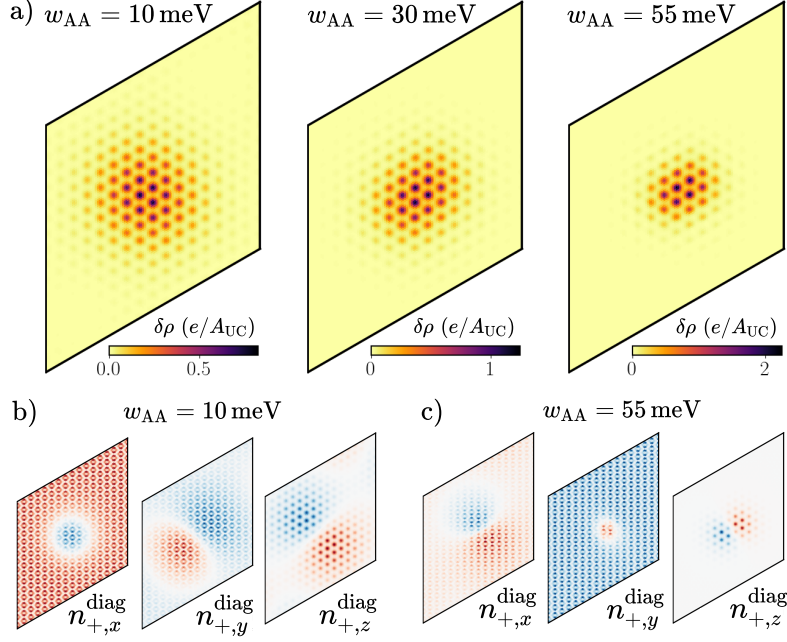 a) w_AA = 10 meV w_AA = 30 meV w_AA = 55 meV
δρ (e/A_UC) δρ (e/A_UC) δρ (e/A_UC)
0.0 0.5 0 1 0 2
b) w_AA = 10 meV c) w_AA = 55 meV
n^diag_+,x n^diag_+,y n^diag_+,z n^diag_+,x n^diag_+,y n^diag_+,z